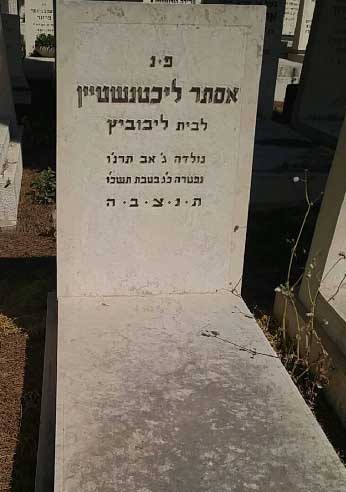 פ·נ
אסתר ליכטנשטיין
לבית ליבוביץ
נולדה ג' אב תרנ"ו
נפטרה כ"ג בטבת תשכ"ו
ת·נ·צ·ב·ה